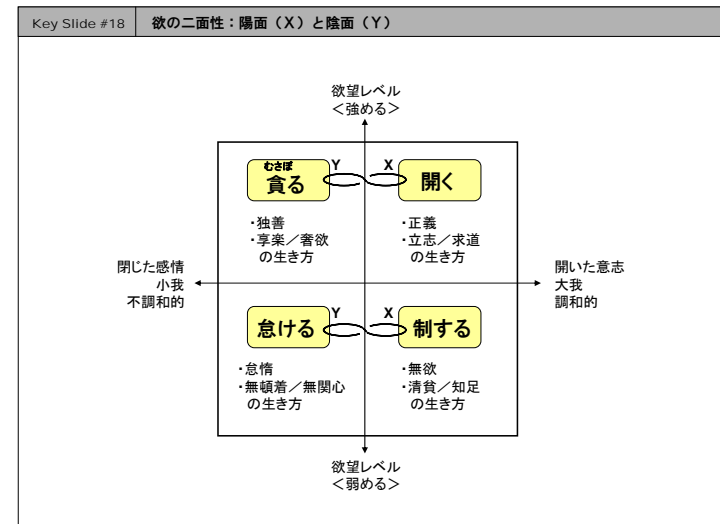 Key Slide #18
欲の二面性：陽面（X）と陰面（Y）
欲望レベル
＜強める＞
むさぼ
貪る
Y
X
開く
・独善
・享楽／奢欲
の生き方
・正義
・立志／求道
の生き方
閉じた感情
小我
不調和的
開いた意志
大我
調和的
怠ける
Y
X
制する
・怠惰
・無頓着／無関心
の生き方
・無欲
・清貧／知足
の生き方
欲望レベル
＜弱める＞